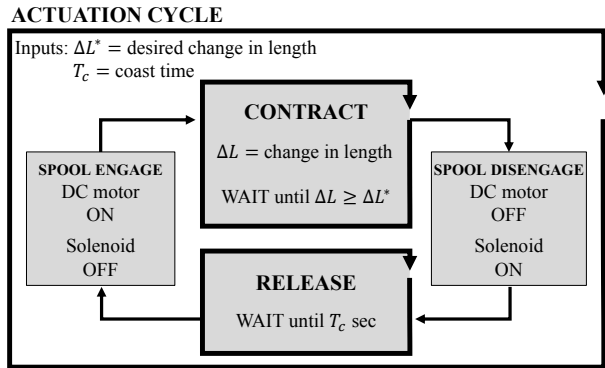 ACTUATION CYCLE
Inputs: ΔL* = desired change in length
T_c = coast time
CONTRACT
ΔL = change in length
WAIT until ΔL ≥ ΔL*
SPOOL ENGAGE
DC motor
ON
Solenoid
OFF
SPOOL DISENGAGE
DC motor
OFF
Solenoid
ON
RELEASE
WAIT until T_c sec